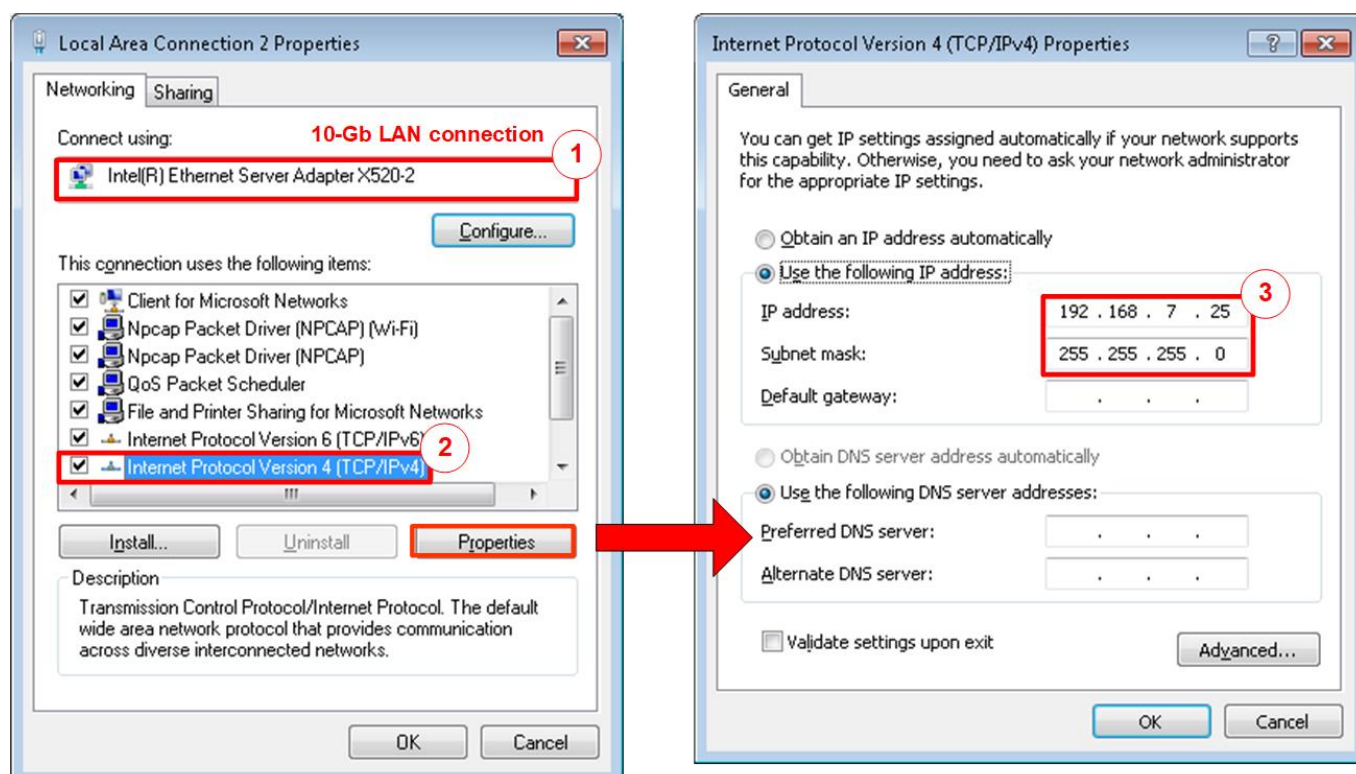 Local Area Connection 2 Properties
Networking
Sharing
Connect using:
10-Gb LAN connection
1
Intel(R) Ethernet Server Adapter X520-2
Configure...
This connection uses the following items:
Client for Microsoft Networks
Npcap Packet Driver (NPCAP) (Wi-Fi)
Npcap Packet Driver (NPCAP)
QoS Packet Scheduler
File and Printer Sharing for Microsoft Networks
Internet Protocol Version 6 (TCP/IPv6)
2
Internet Protocol Version 4 (TCP/IPv4)
Install...
Uninstall
Properties
Description
Transmission Control Protocol/Internet Protocol. The default
wide area network protocol that provides communication
across diverse interconnected networks.
OK
Cancel
Internet Protocol Version 4 (TCP/IPv4) Properties
?
General
You can get IP settings assigned automatically if your network supports
this capability. Otherwise, you need to ask your network administrator
for the appropriate IP settings.
Obtain an IP address automatically
Use the following IP address:
3
IP address:
192 . 168 . 7 . 25
Subnet mask:
255 . 255 . 255 . 0
Default gateway:
. . .
Obtain DNS server address automatically
Use the following DNS server addresses:
Preferred DNS server:
. . .
Alternate DNS server:
. . .
Validate settings upon exit
Advanced...
OK
Cancel